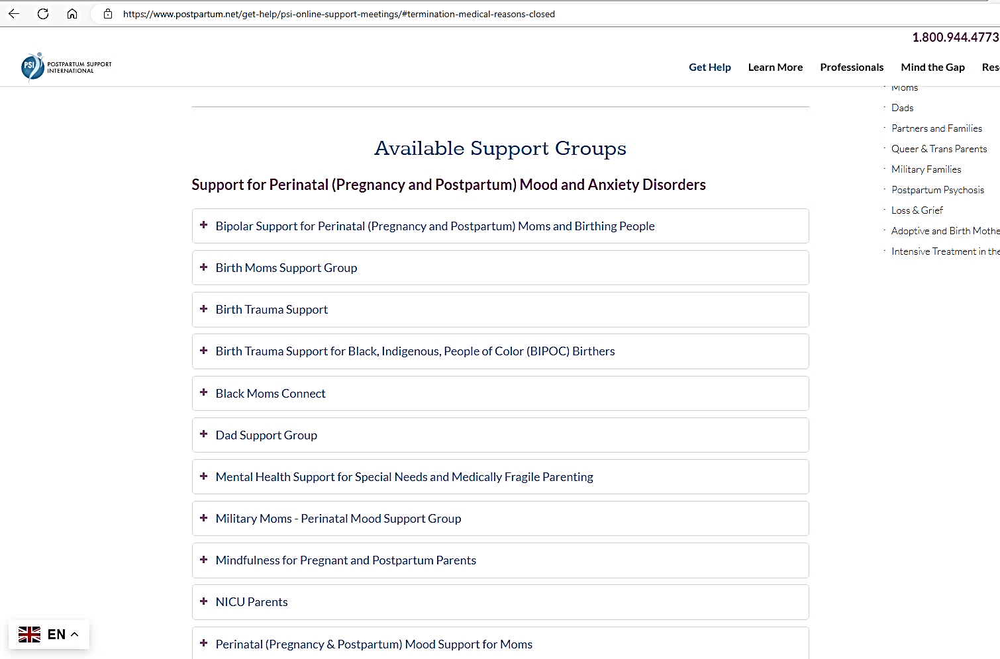 https://www.postpartum.net/get-help/psi-online-support-meetings/#termination-medical-reasons-closed
1.800.944.4773
PSI
POSTPARTUM SUPPORT
INTERNATIONAL
Get Help
Learn More
Professionals
Mind the Gap
Res
Moms
Dads
Partners and Families
Queer & Trans Parents
Military Families
Postpartum Psychosis
Loss & Grief
Adoptive and Birth Mothe
Intensive Treatment in the
Available Support Groups
Support for Perinatal (Pregnancy and Postpartum) Mood and Anxiety Disorders
Bipolar Support for Perinatal (Pregnancy and Postpartum) Moms and Birthing People
Birth Moms Support Group
Birth Trauma Support
Birth Trauma Support for Black, Indigenous, People of Color (BIPOC) Birthers
Black Moms Connect
Dad Support Group
Mental Health Support for Special Needs and Medically Fragile Parenting
Military Moms - Perinatal Mood Support Group
Mindfulness for Pregnant and Postpartum Parents
NICU Parents
Perinatal (Pregnancy & Postpartum) Mood Support for Moms
EN